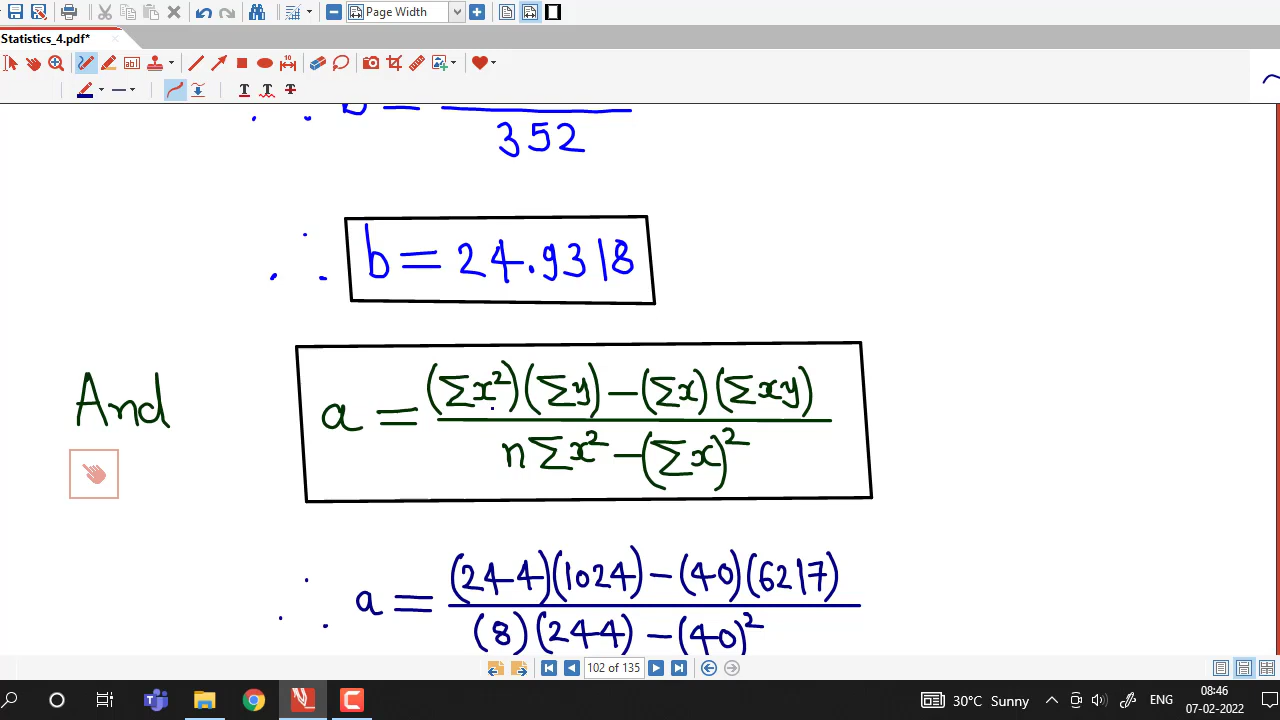 Page Width
Statistics_4.pdf*
10
T T T
∴ b =
352
∴ b = 24.9318
And a = (Σx²)(Σy) − (Σx)(Σxy)
nΣx² − (Σx)²
∴ a = (244)(1024) − (40)(6217)
(8)(244) − (40)²
102 of 135
30°C Sunny
ENG
08:46
07-02-2022